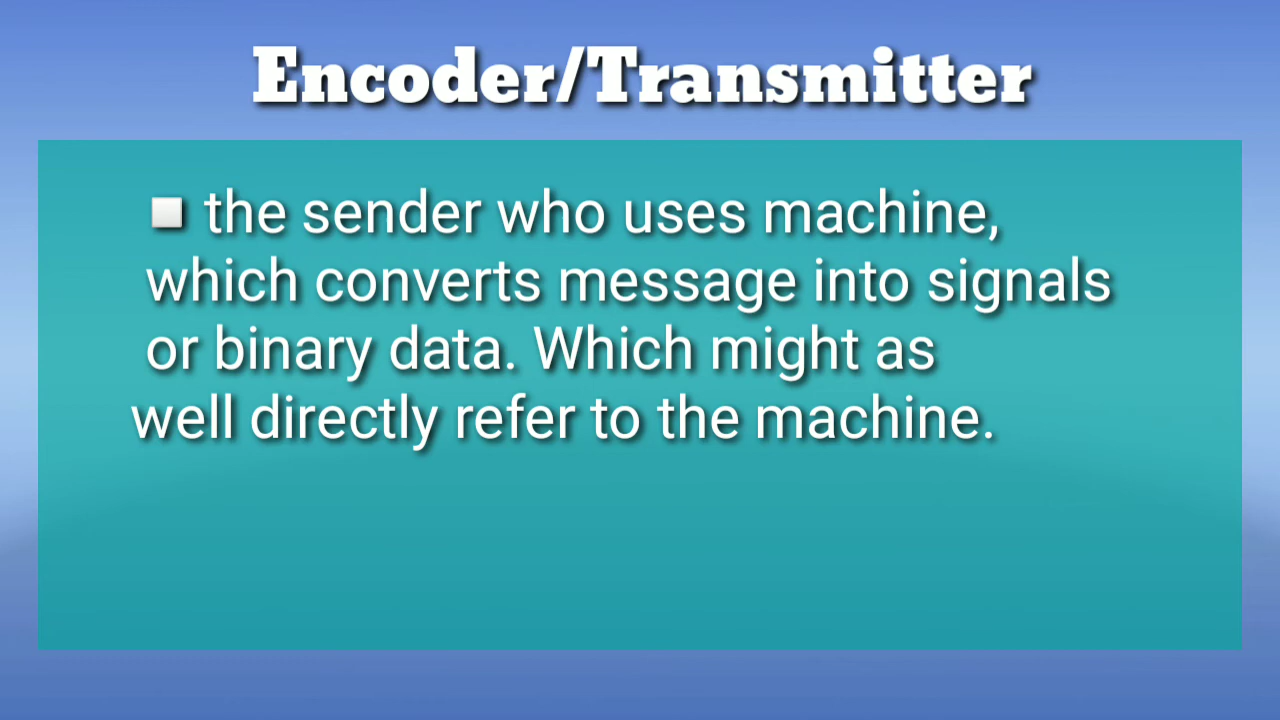 Encoder/Transmitter
◻ the sender who uses machine,
which converts message into signals
or binary data. Which might as
well directly refer to the machine.